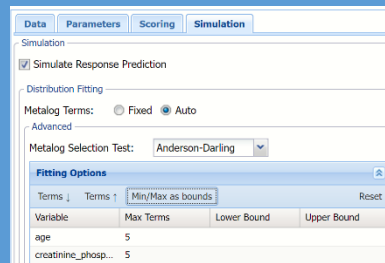 Data Parameters Scoring Simulation
Simulation
Simulate Response Prediction
Distribution Fitting
Metalog Terms: Fixed Auto
Advanced
Metalog Selection Test: Anderson-Darling
Fitting Options
Terms ↓ Terms ↑ Min/Max as bounds Reset
Variable Max Terms Lower Bound Upper Bound
age 5
creatinine_phosp... 5